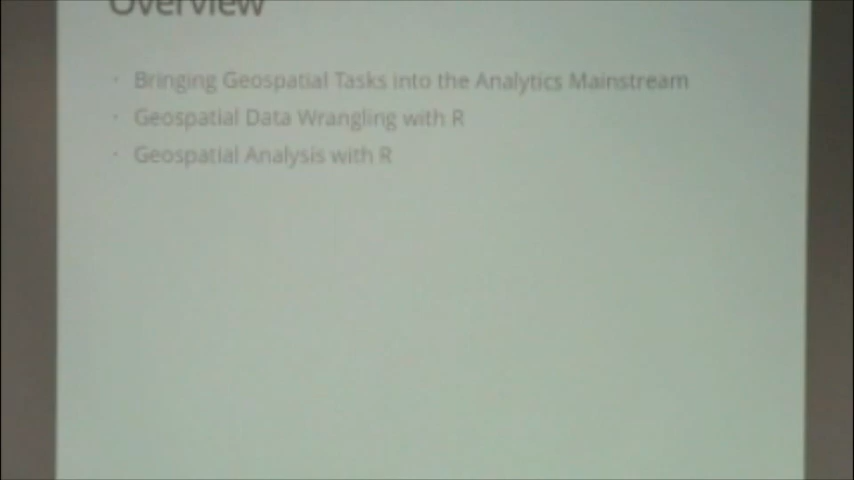 Overview
· Bringing Geospatial Tasks into the Analytics Mainstream
· Geospatial Data Wrangling with R
· Geospatial Analysis with R